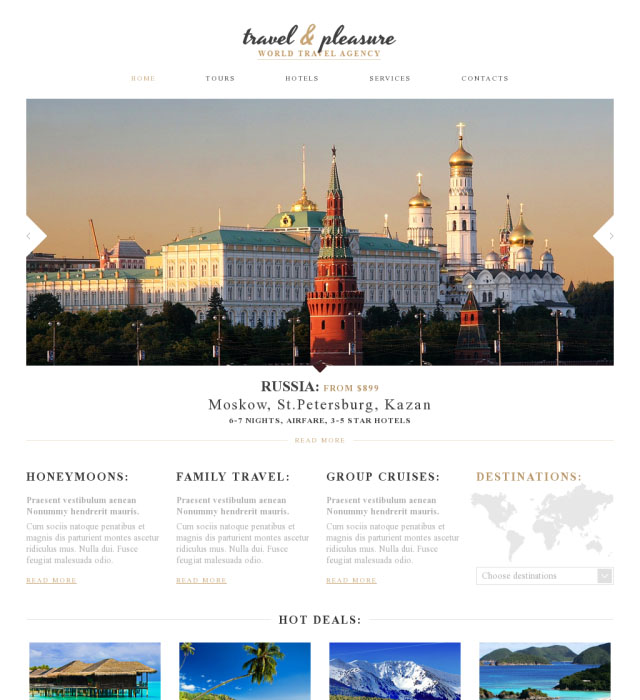 travel & pleasure
WORLD TRAVEL AGENCY
HOME TOURS HOTELS SERVICES CONTACTS
RUSSIA: FROM $899
Moskow, St.Petersburg, Kazan
6-7 NIGHTS, AIRFARE, 3-5 STAR HOTELS
READ MORE
HONEYMOONS:
Praesent vestibulum aenean
Nonummy hendrerit mauris.
Cum sociis natoque penatibus et
magnis dis parturient montes ascetur
ridiculus mus. Nulla dui. Fusce
feugiat malesuada odio.
READ MORE
FAMILY TRAVEL:
Praesent vestibulum aenean
Nonummy hendrerit mauris.
Cum sociis natoque penatibus et
magnis dis parturient montes ascetur
ridiculus mus. Nulla dui. Fusce
feugiat malesuada odio.
READ MORE
GROUP CRUISES:
Praesent vestibulum aenean
Nonummy hendrerit mauris.
Cum sociis natoque penatibus et
magnis dis parturient montes ascetur
ridiculus mus. Nulla dui. Fusce
feugiat malesuada odio.
READ MORE
DESTINATIONS:
Choose destinations
HOT DEALS: